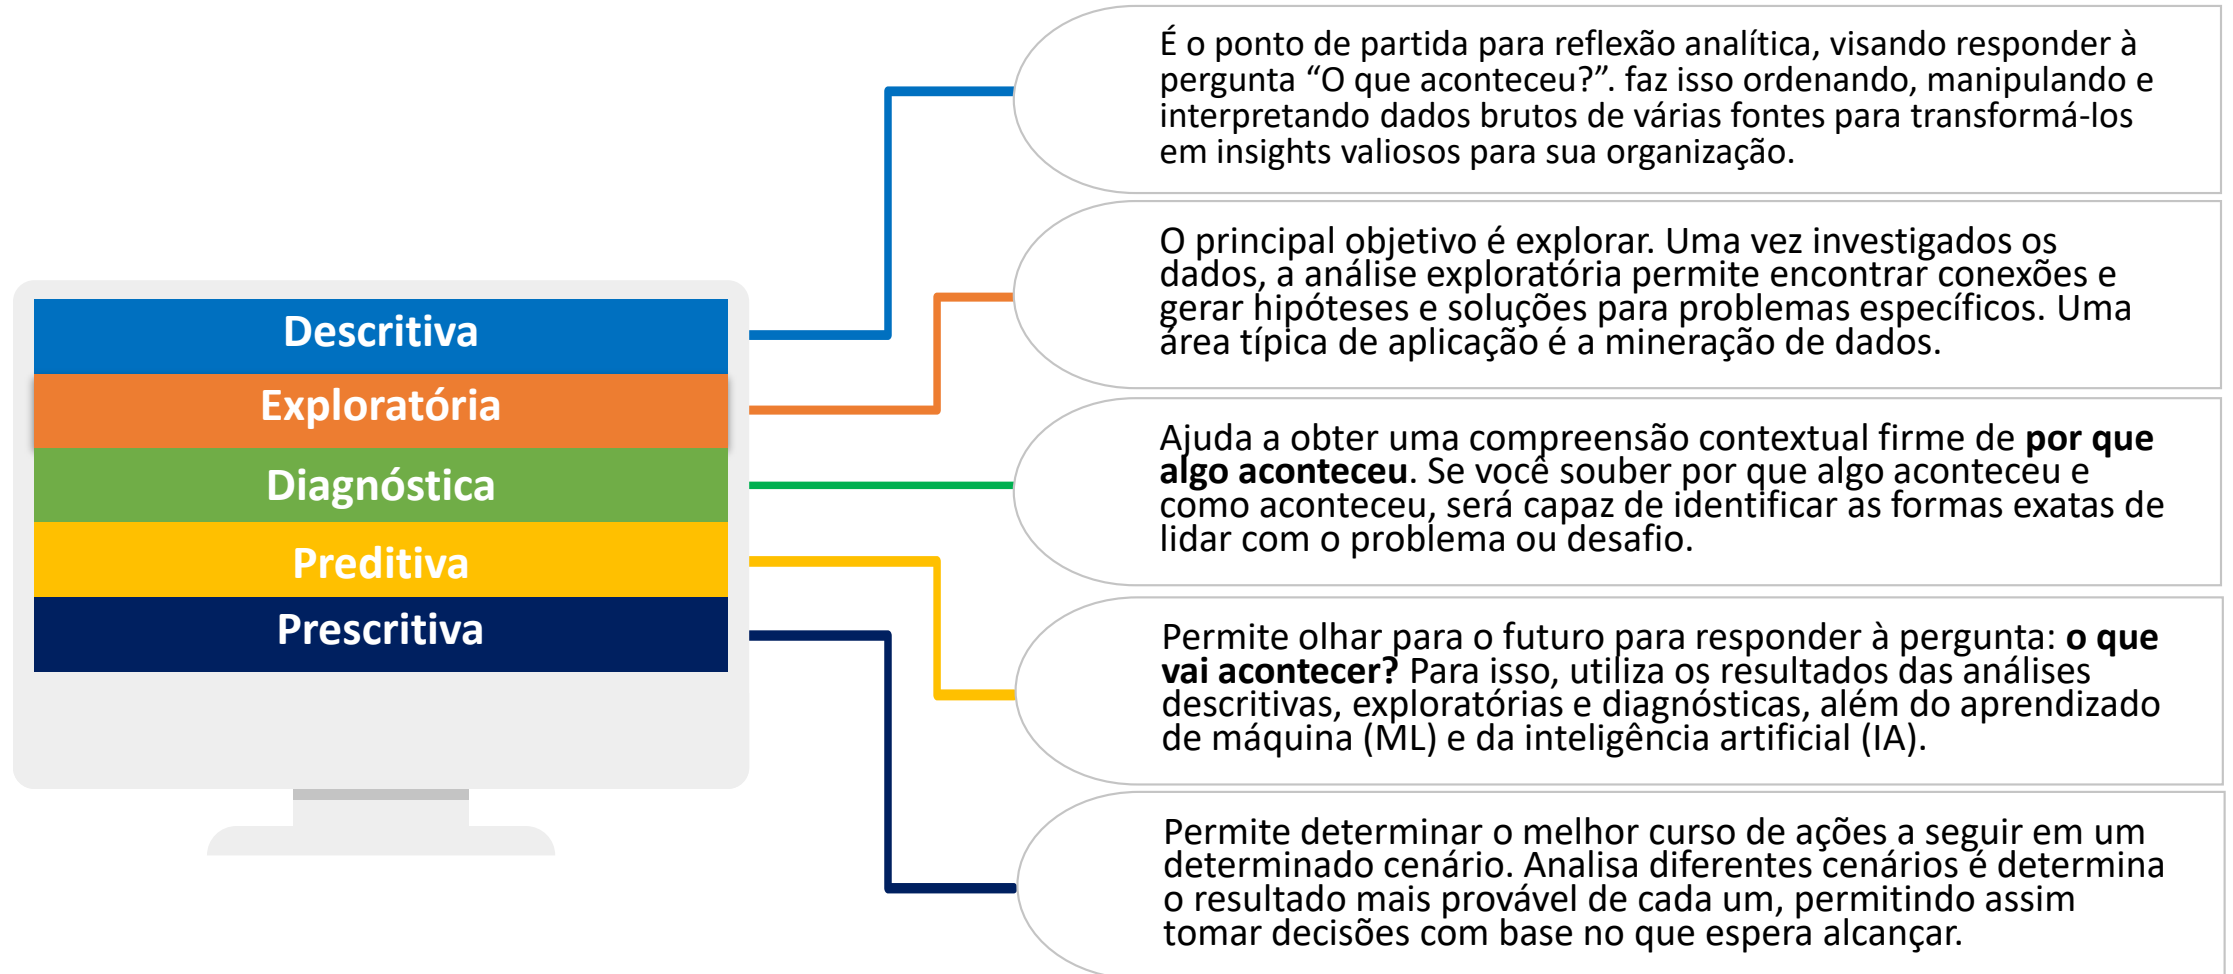 É o ponto de partida para reflexão analítica, visando responder à
pergunta “O que aconteceu?”. faz isso ordenando, manipulando e
interpretando dados brutos de várias fontes para transformá-los
em insights valiosos para sua organização.
O principal objetivo é explorar. Uma vez investigados os
dados, a análise exploratória permite encontrar conexões e
gerar hipóteses e soluções para problemas específicos. Uma
área típica de aplicação é a mineração de dados.
Descritiva
Exploratória
Diagnóstica
Preditiva
Prescritiva
Ajuda a obter uma compreensão contextual firme de por que
algo aconteceu. Se você souber por que algo aconteceu e
como aconteceu, será capaz de identificar as formas exatas de
lidar com o problema ou desafio.
Permite olhar para o futuro para responder à pergunta: o que
vai acontecer? Para isso, utiliza os resultados das análises
descritivas, exploratórias e diagnósticas, além do aprendizado
de máquina (ML) e da inteligência artificial (IA).
Permite determinar o melhor curso de ações a seguir em um
determinado cenário. Analisa diferentes cenários é determina
o resultado mais provável de cada um, permitindo assim
tomar decisões com base no que espera alcançar.